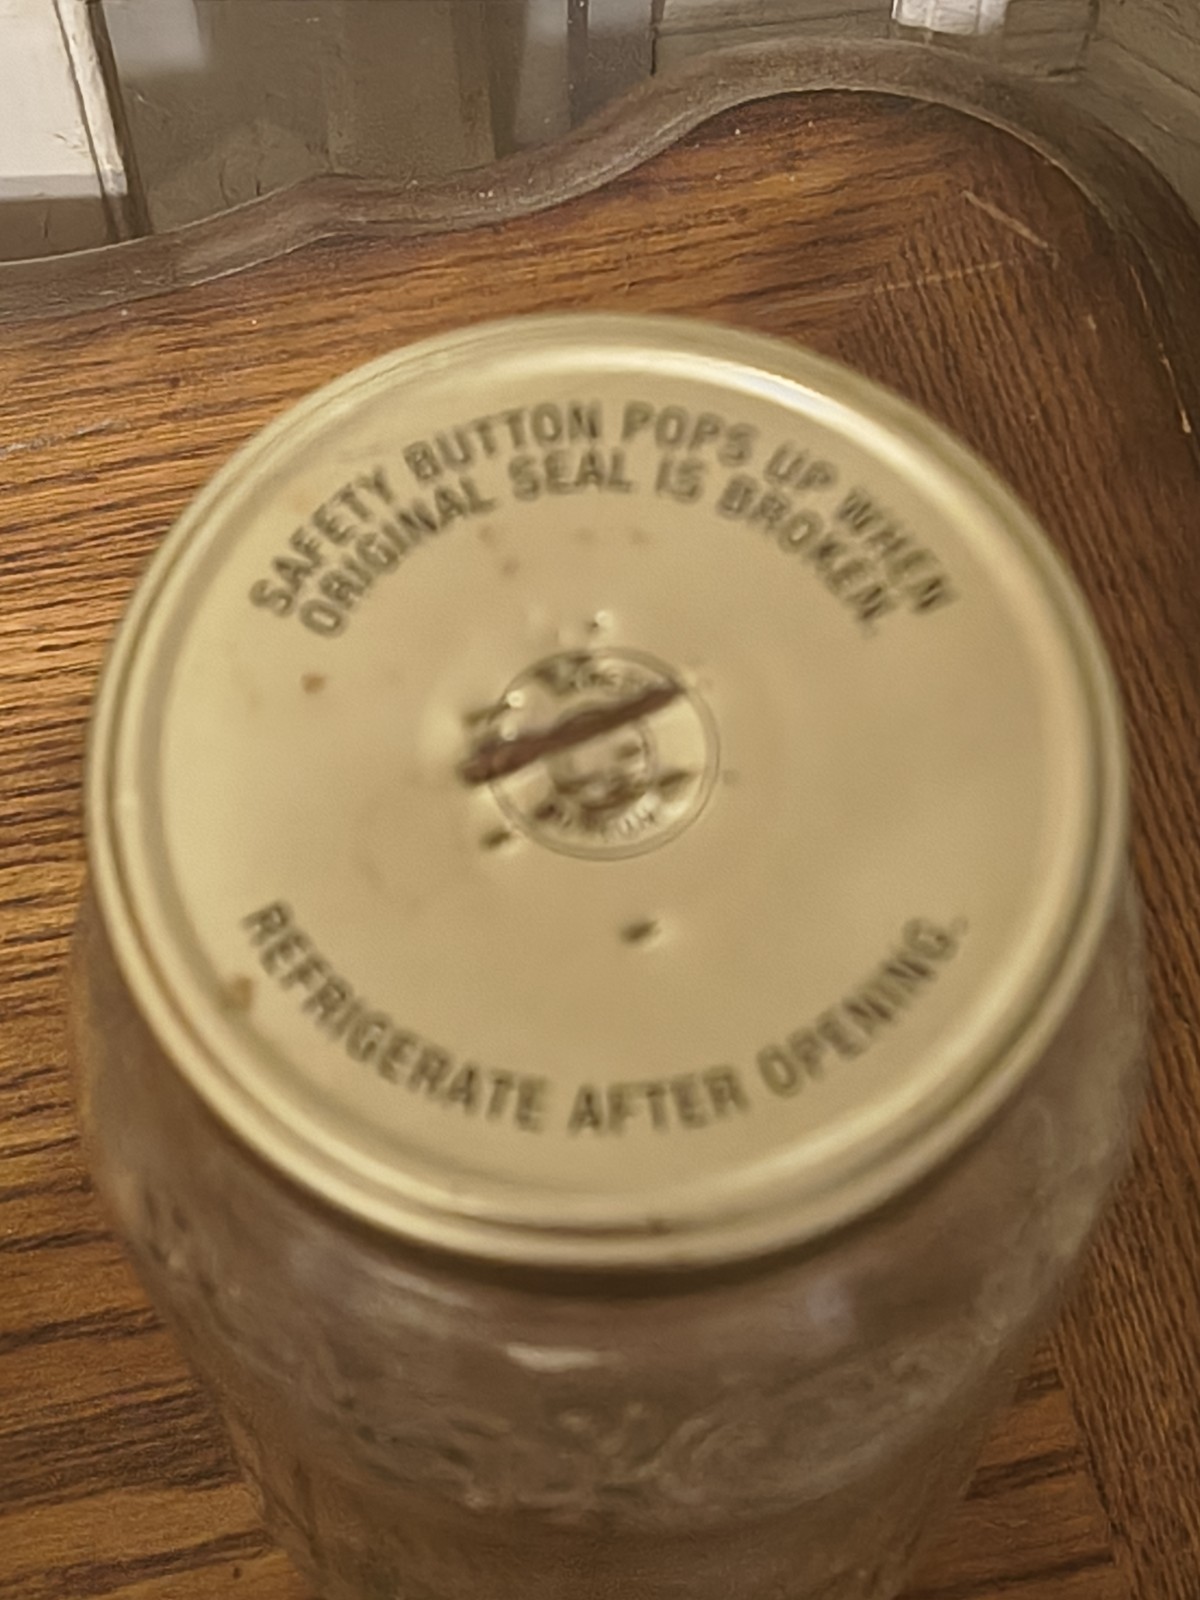 SAFETY BUTTON POPS UP WHEN
ORIGINAL SEAL IS BROKEN.
REFRIGERATE AFTER OPENING.